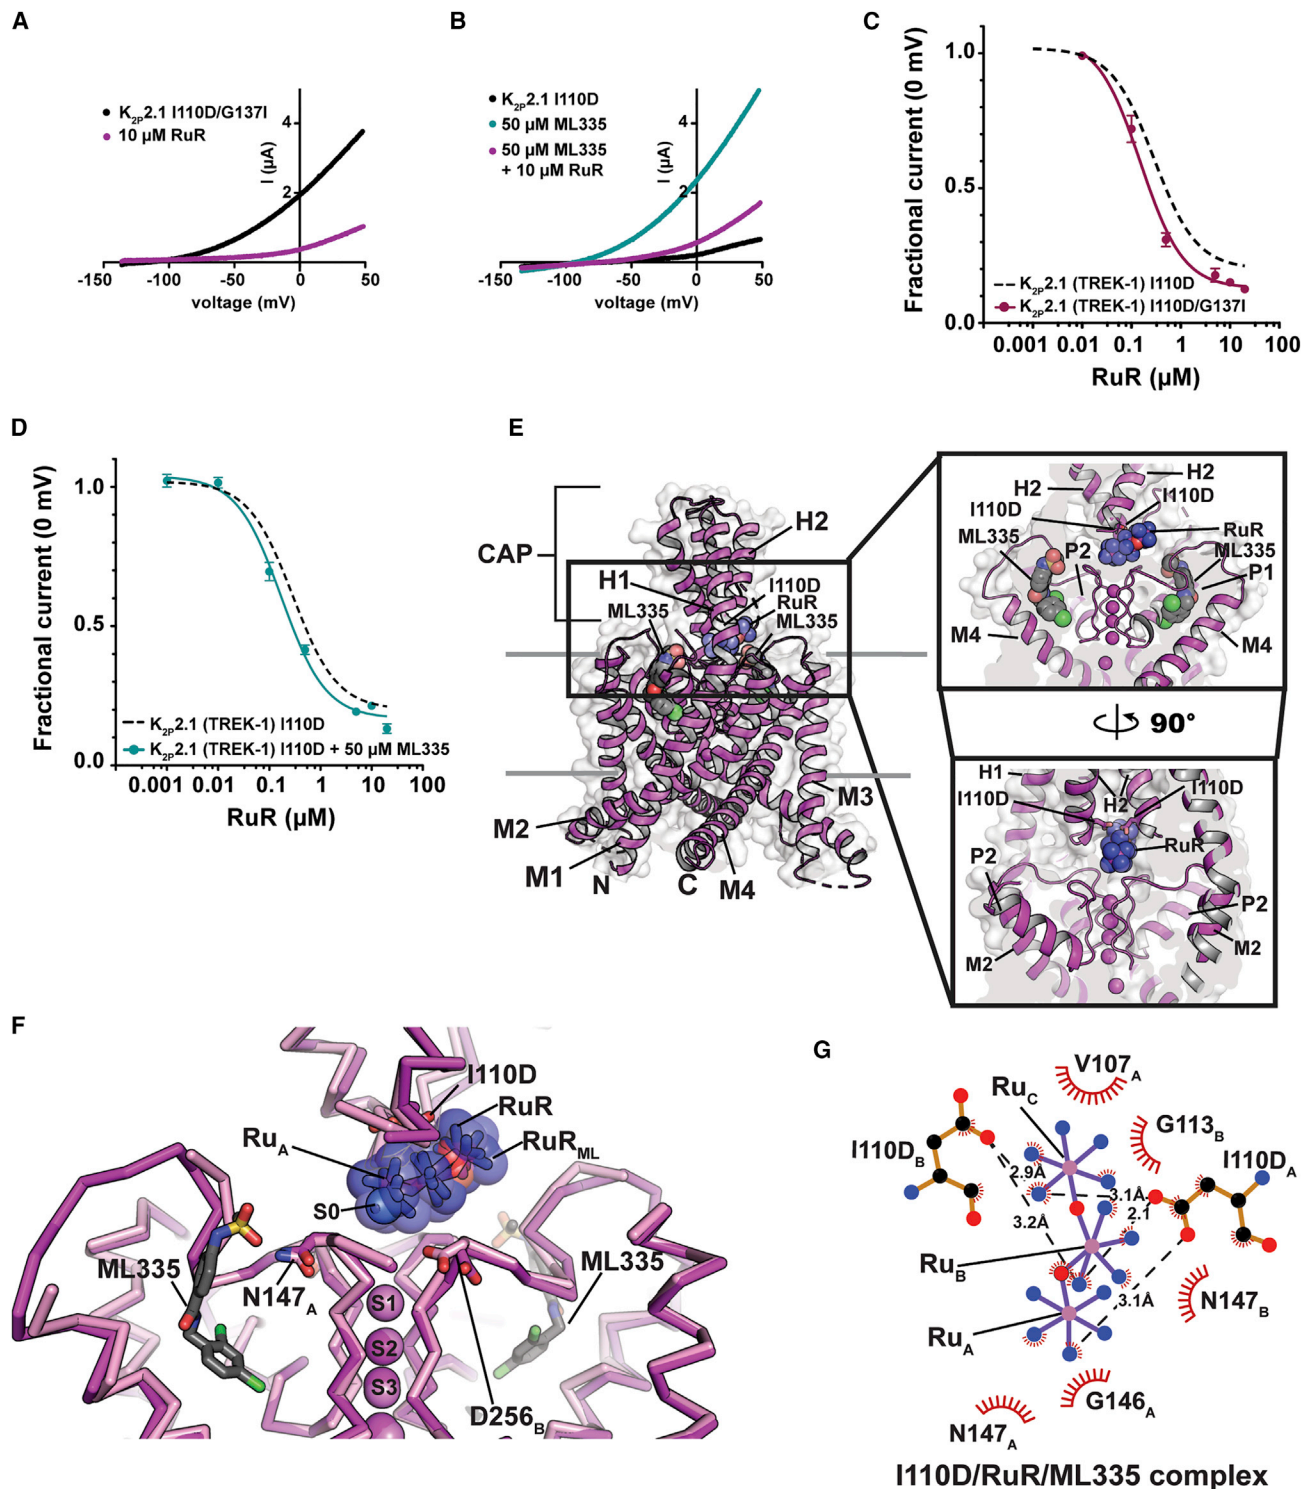 A
K2P2.1 I110D/G137I
10 µM RuR
I (µA)
4
2
-150
-100
-50
0
50
voltage (mV)
B
K2P2.1 I110D
50 µM ML335
50 µM ML335
+ 10 µM RuR
I (µA)
4
2
-150
-100
-50
0
50
voltage (mV)
C
Fractional current (0 mV)
1.0
0.5
0.0
K2P2.1 (TREK-1) I110D
K2P2.1 (TREK-1) I110D/G137I
0.001
0.01
0.1
1
10
100
RuR (µM)
D
Fractional current (0 mV)
1.0
0.5
0.0
K2P2.1 (TREK-1) I110D
K2P2.1 (TREK-1) I110D + 50 µM ML335
0.001
0.01
0.1
1
10
100
RuR (µM)
E
CAP
H2
H1
I110D
RuR
ML335
ML335
M3
M2
M1
N
C
M4
H2
H2
I110D
I110D
RuR
ML335
ML335
P2
P1
M4
M4
90°
H1
I110D
H2
I110D
RuR
P2
P2
M2
M2
F
I110D
RuR
RuA
RuRML
S0
ML335
ML335
N147A
S1
S2
S3
D256B
G
V107A
RuC
G113B
I110DB
I110DA
2.9Å
3.1Å
2.1
3.2Å
RuB
3.1Å
N147B
RuA
G146A
N147A
I110D/RuR/ML335 complex